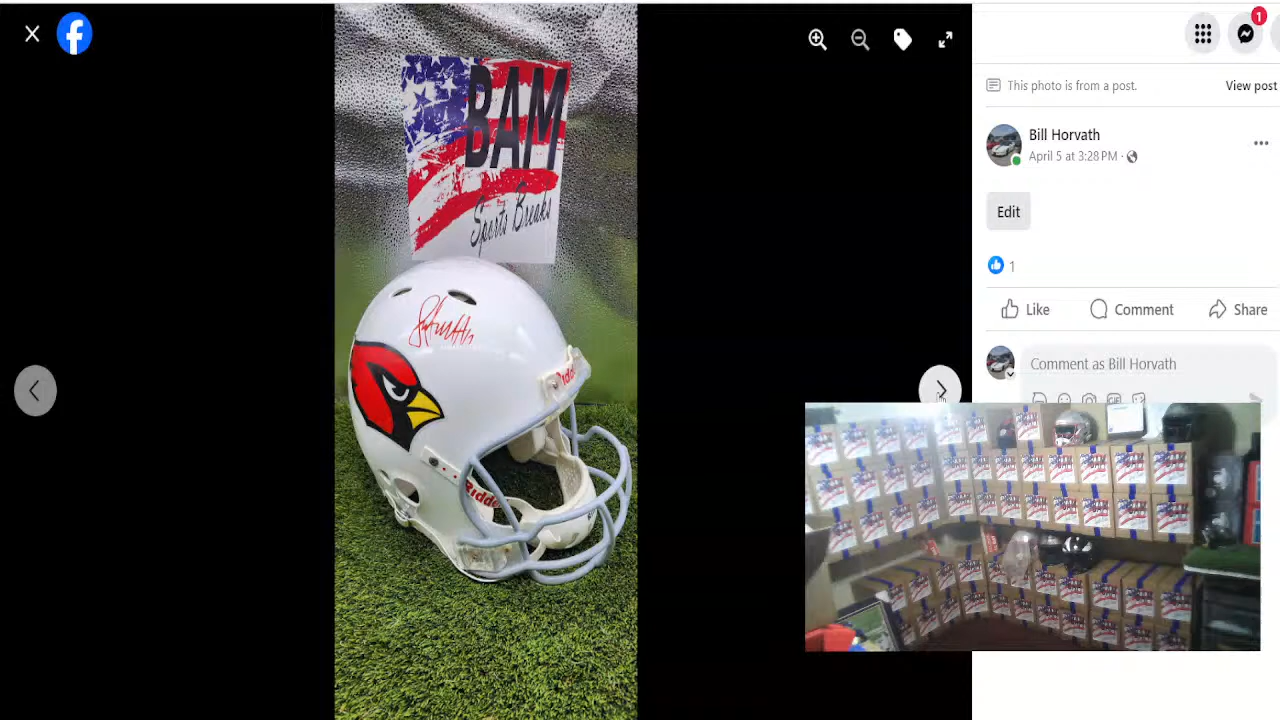 BAM
Sports Breaks
Riddell
This photo is from a post.
View post
Bill Horvath
April 5 at 3:28 PM
Edit
1
1
Like
Comment
Share
Comment as Bill Horvath
GIF